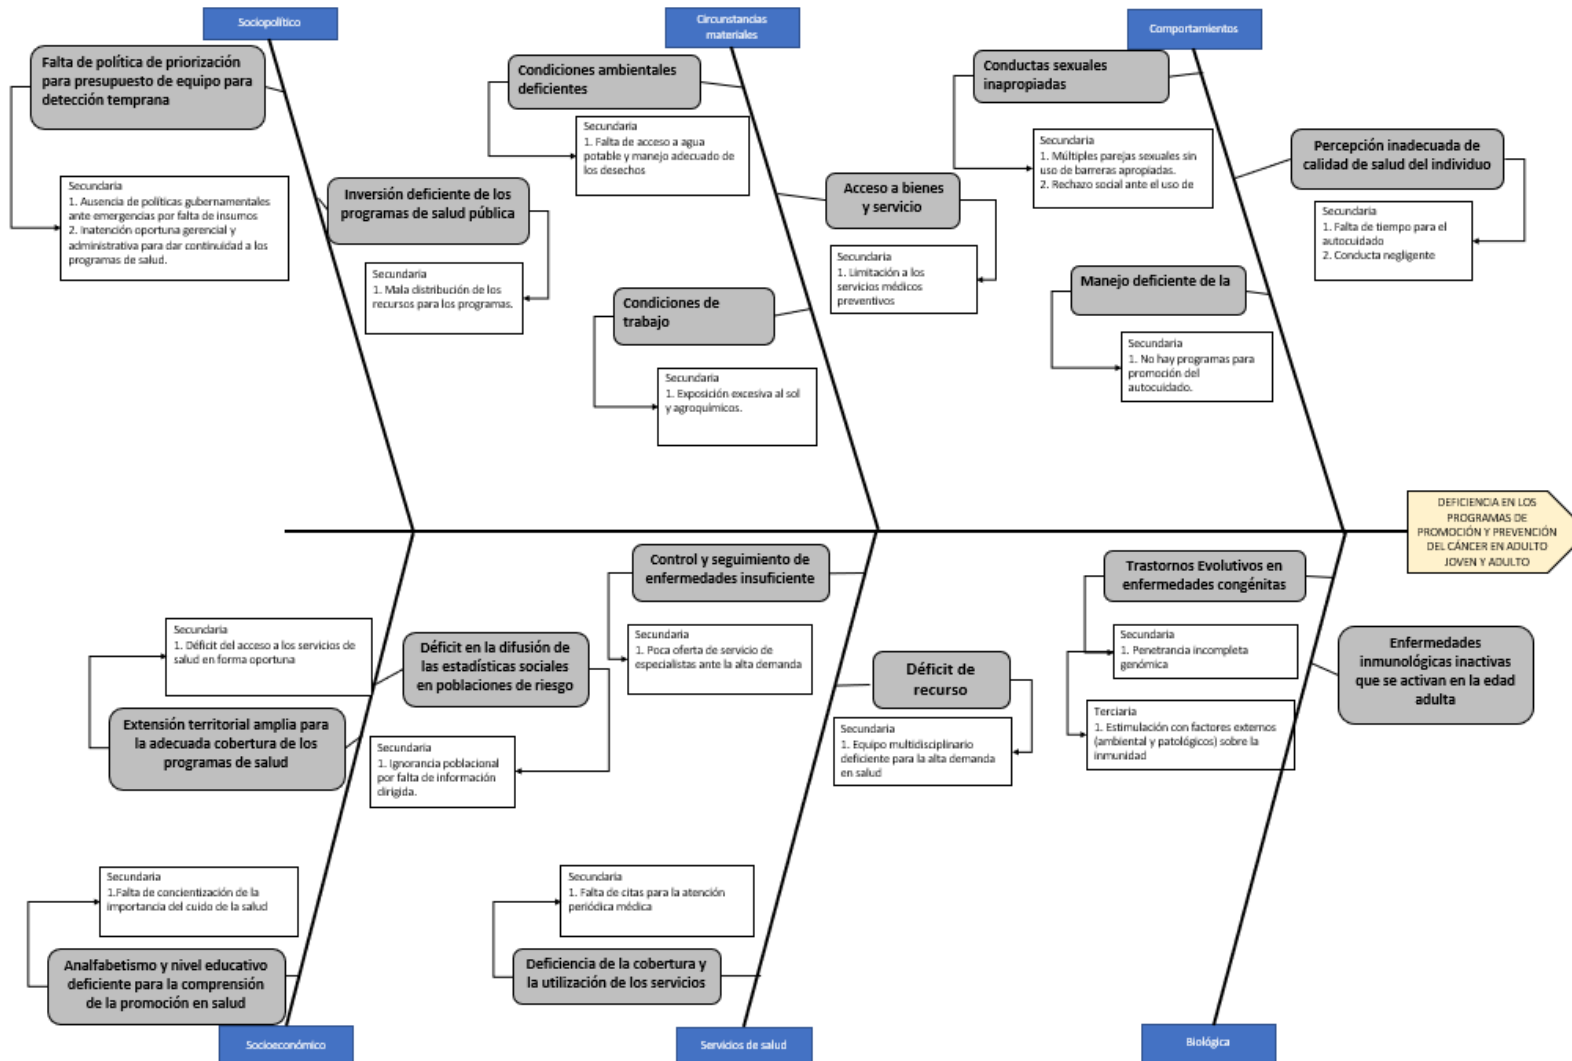 Sociopolítico
Circunstancias
materiales
Comportamientos
Falta de política de priorización
para presupuesto de equipo para
detección temprana
Secundaria
1. Ausencia de políticas gubernamentales
ante emergencias por falta de insumos
2. Inatención oportuna gerencial y
administrativa para dar continuidad a los
programas de salud.
Inversión deficiente de los
programas de salud pública
Secundaria
1. Mala distribución de los
recursos para los programas.
Condiciones ambientales
deficientes
Secundaria
1. Falta de acceso a agua
potable y manejo adecuado de
los desechos
Acceso a bienes
y servicio
Secundaria
1. Limitación a los
servicios médicos
preventivos
Condiciones de
trabajo
Secundaria
1. Exposición excesiva al sol
y agroquímicos.
Conductas sexuales
inapropiadas
Secundaria
1. Múltiples parejas sexuales sin
uso de barreras apropiadas.
2. Rechazo social ante el uso de
Percepción inadecuada de
calidad de salud del individuo
Secundaria
1. Falta de tiempo para el
autocuidado
2. Conducta negligente
Manejo deficiente de la
Secundaria
1. No hay programas para
promoción del
autocuidado.
DEFICIENCIA EN LOS
PROGRAMAS DE
PROMOCIÓN Y PREVENCIÓN
DEL CÁNCER EN ADULTO
JOVEN Y ADULTO
Secundaria
1. Déficit del acceso a los servicios de
salud en forma oportuna
Extensión territorial amplia para
la adecuada cobertura de los
programas de salud
Déficit en la difusión de
las estadísticas sociales
en poblaciones de riesgo
Secundaria
1. Ignorancia poblacional
por falta de información
dirigida.
Secundaria
1.Falta de concientización de la
importancia del cuido de la salud
Analfabetismo y nivel educativo
deficiente para la comprensión
de la promoción en salud
Control y seguimiento de
enfermedades insuficiente
Secundaria
1. Poca oferta de servicio de
especialistas ante la alta demanda
Déficit de
recurso
Secundaria
1. Equipo multidisciplinario
deficiente para la alta demanda
en salud
Secundaria
1. Falta de citas para la atención
periódica médica
Deficiencia de la cobertura y
la utilización de los servicios
Trastornos Evolutivos en
enfermedades congénitas
Secundaria
1. Penetrancia incompleta
genómica
Terciaria
1. Estimulación con factores externos
(ambiental y patológicos) sobre la
inmunidad
Enfermedades
inmunológicas inactivas
que se activan en la edad
adulta
Socioeconómico
Servicios de salud
Biológica